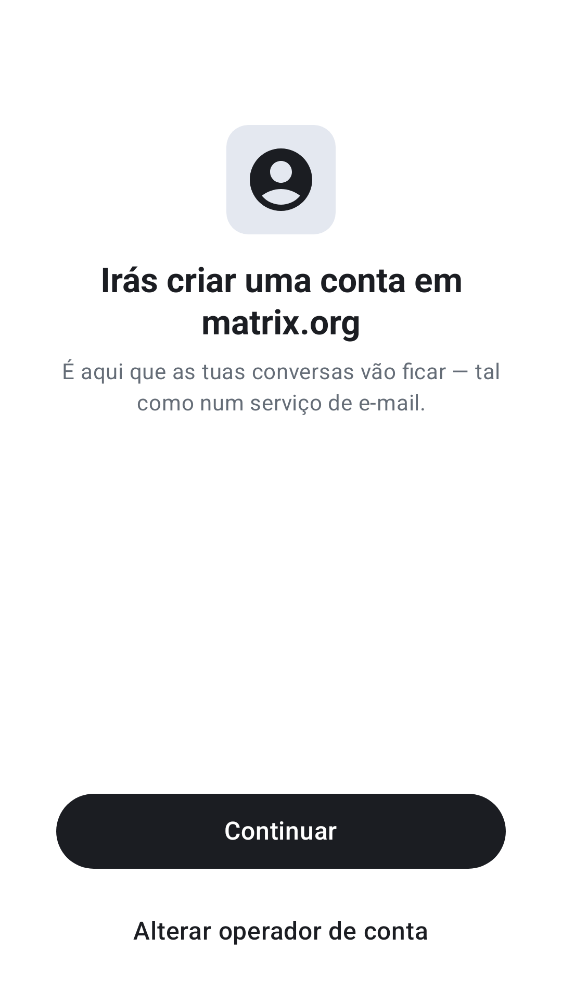 Irás criar uma conta em
matrix.org
É aqui que as tuas conversas vão ficar — tal
como num serviço de e-mail.
Continuar
Alterar operador de conta